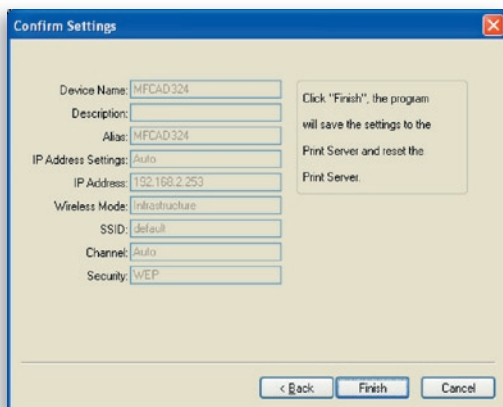 Confirm Settings
Device Name: MFCAD324
Description:
Alias: MFCAD324
IP Address Settings: Auto
IP Address: 192.168.2.253
Wireless Mode: Infrastructure
SSID: default
Channel: Auto
Security: WEP
Click "Finish", the program
will save the settings to the
Print Server and reset the
Print Server.
< Back
Finish
Cancel